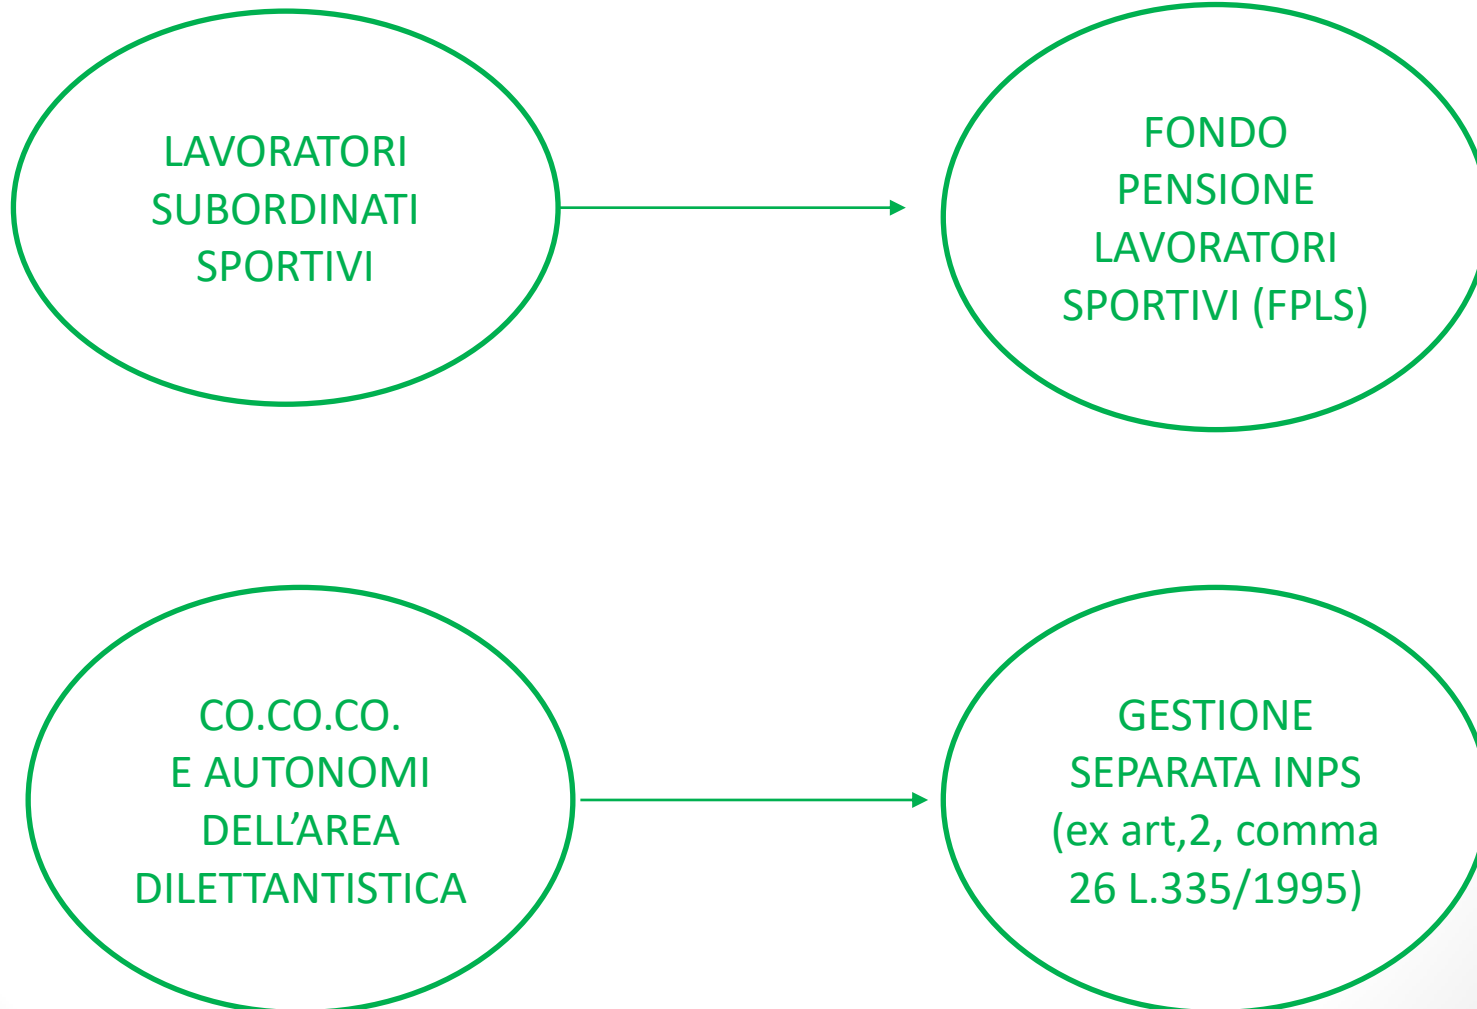 LAVORATORI
SUBORDINATI
SPORTIVI
FONDO
PENSIONE
LAVORATORI
SPORTIVI (FPLS)
CO.CO.CO.
E AUTONOMI
DELL’AREA
DILETTANTISTICA
GESTIONE
SEPARATA INPS
(ex art,2, comma
26 L.335/1995)